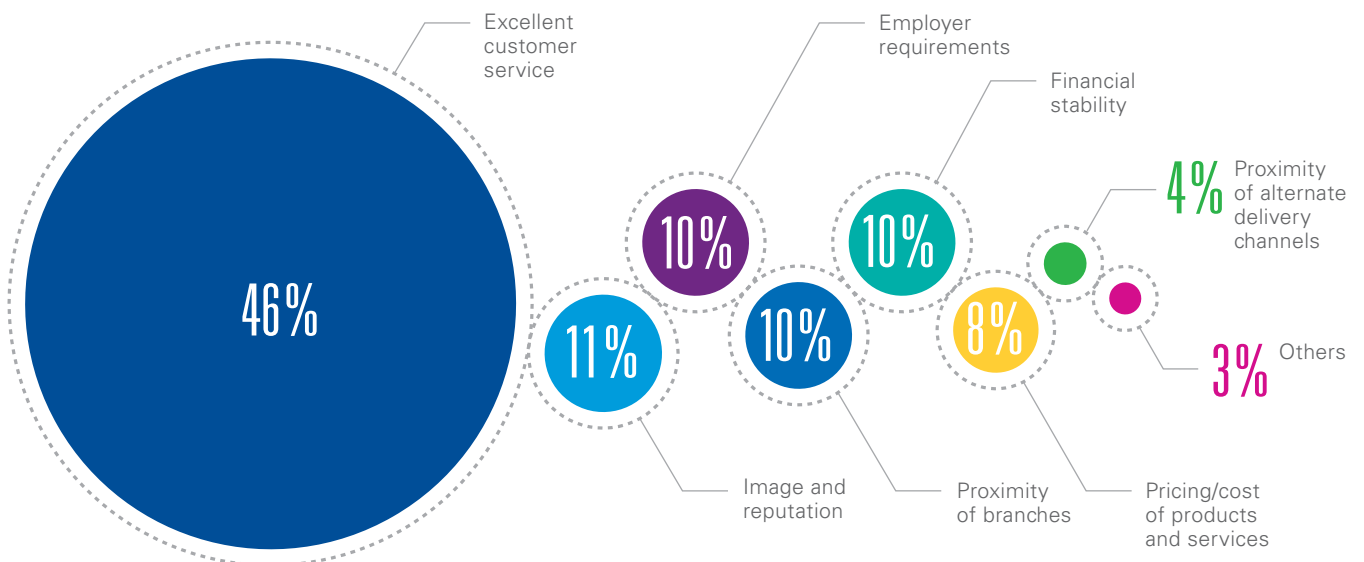 Excellent
customer
service
46%
11%
Image and
reputation
Employer
requirements
10%
10%
Proximity
of branches
Financial
stability
10%
8%
Pricing/cost
of products
and services
4%
Proximity
of alternate
delivery
channels
3%
Others